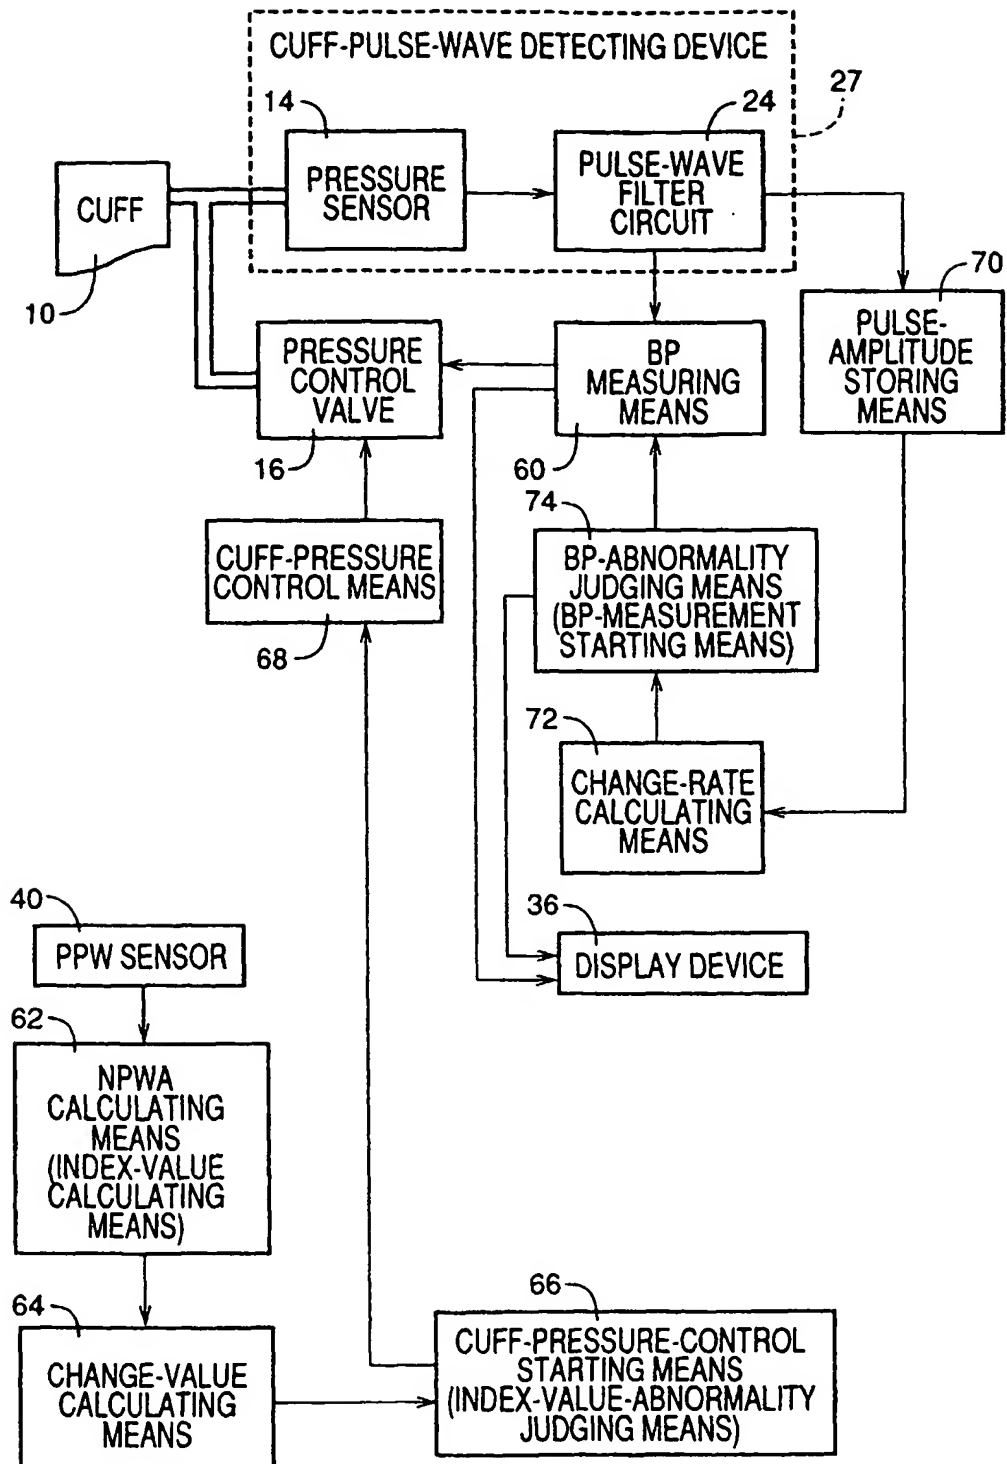 CUFF-PULSE-WAVE DETECTING DEVICE
27
14
24
PRESSURE
SENSOR
PULSE-WAVE
FILTER
CIRCUIT
CUFF
10
70
PULSE-
AMPLITUDE
STORING
MEANS
PRESSURE
CONTROL
VALVE
16
BP
MEASURING
MEANS
60
74
CUFF-PRESSURE
CONTROL MEANS
68
BP-ABNORMALITY
JUDGING MEANS
(BP-MEASUREMENT
STARTING MEANS)
72
CHANGE-RATE
CALCULATING
MEANS
40
PPW SENSOR
36
DISPLAY DEVICE
62
NPWA
CALCULATING
MEANS
(INDEX-VALUE
CALCULATING
MEANS)
64
CHANGE-VALUE
CALCULATING
MEANS
66
CUFF-PRESSURE-CONTROL
STARTING MEANS
(INDEX-VALUE-ABNORMALITY
JUDGING MEANS)